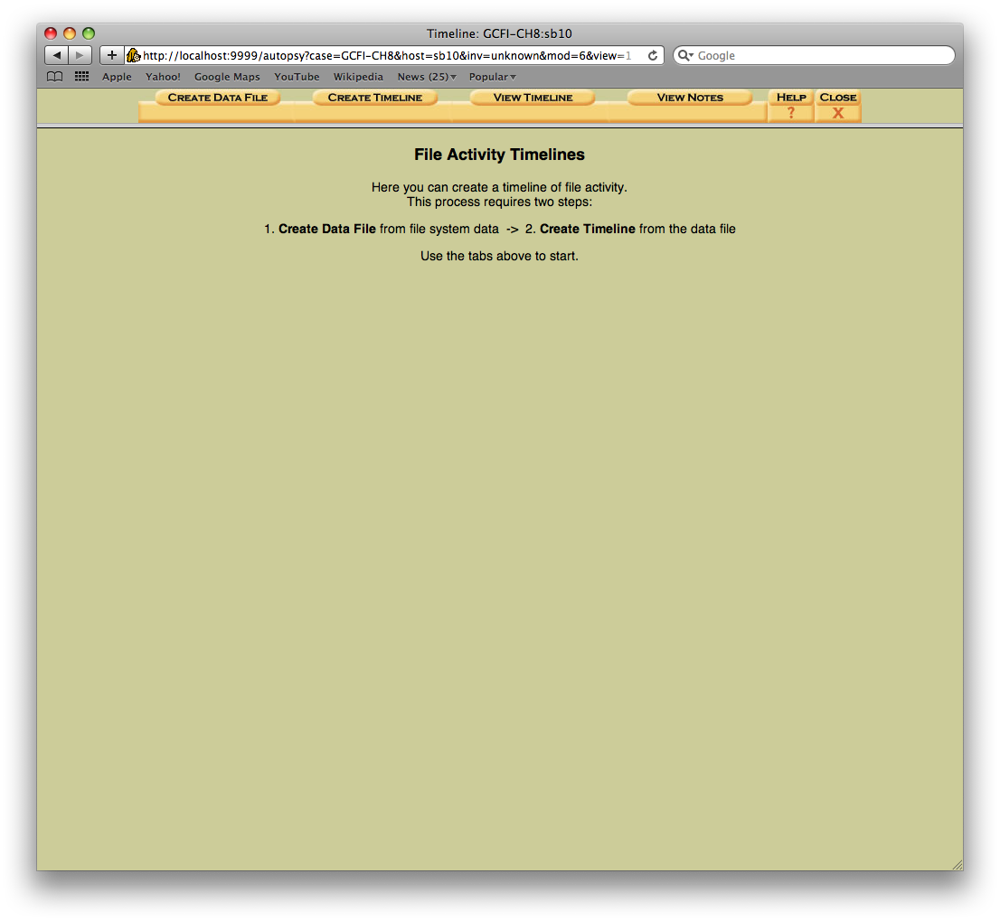 Timeline: GCFI-CH8:sb10
http://localhost:9999/autopsy?case=GCFI-CH8&host=sb10&inv=unknown&mod=6&view=1
Google
Apple Yahoo! Google Maps YouTube Wikipedia News (25) Popular
CREATE DATA FILE CREATE TIMELINE VIEW TIMELINE VIEW NOTES HELP CLOSE
? X
File Activity Timelines
Here you can create a timeline of file activity.
This process requires two steps:
1. Create Data File from file system data -> 2. Create Timeline from the data file
Use the tabs above to start.